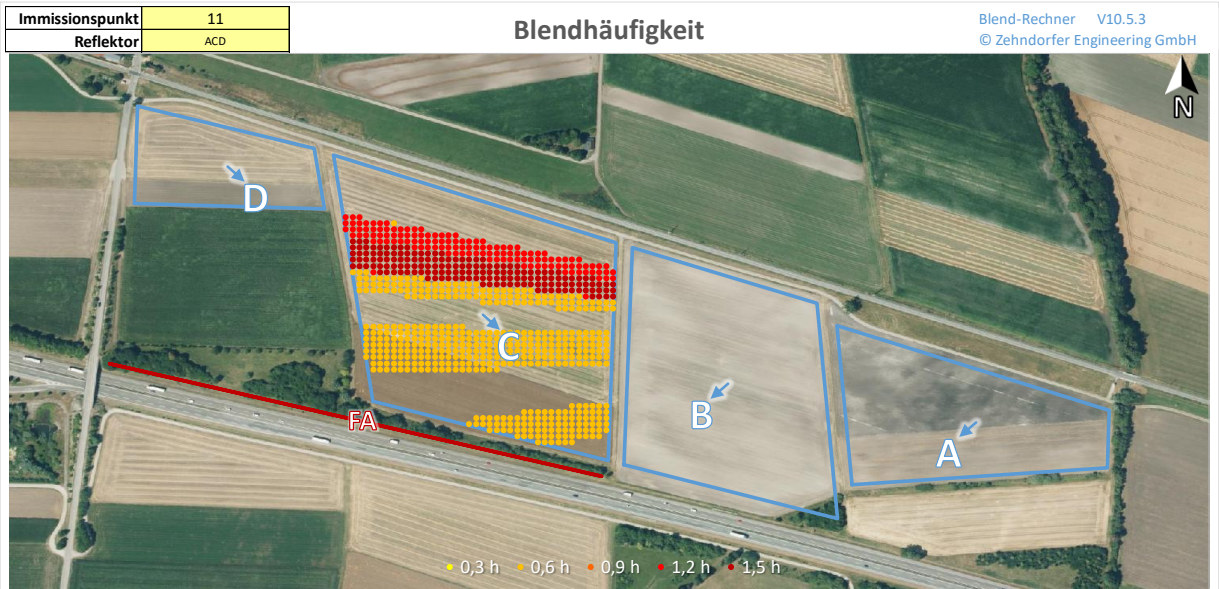 Immissionspunkt 11
Reflektor ACD
Blendhäufigkeit
Blend-Rechner V10.5.3
© Zehndorfer Engineering GmbH
N
D
C
B
A
FA
0,3 h 0,6 h 0,9 h 1,2 h 1,5 h